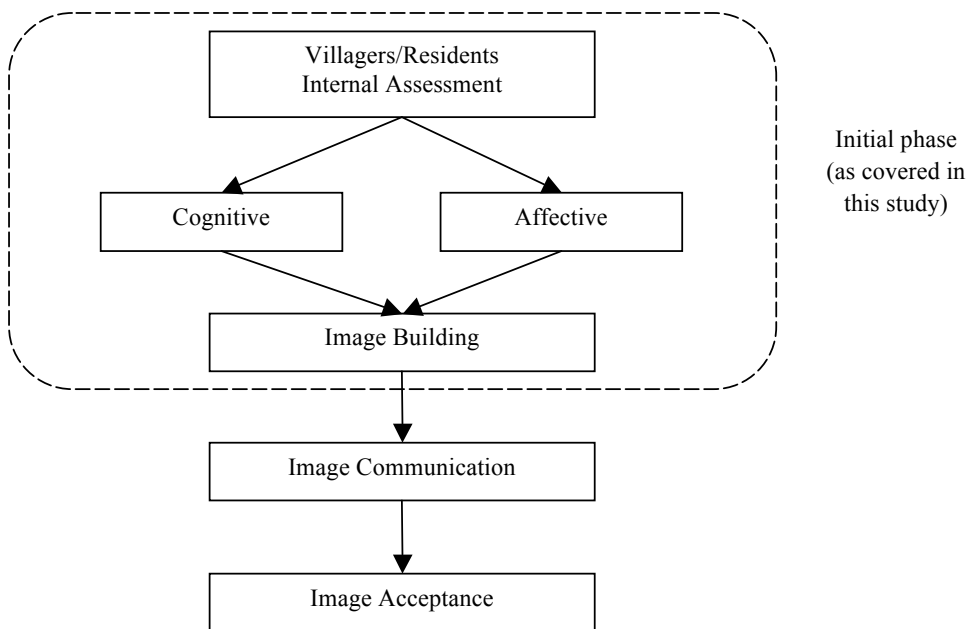 Villagers/Residents
Internal Assessment
Initial phase
(as covered in
this study)
Cognitive
Affective
Image Building
Image Communication
Image Acceptance